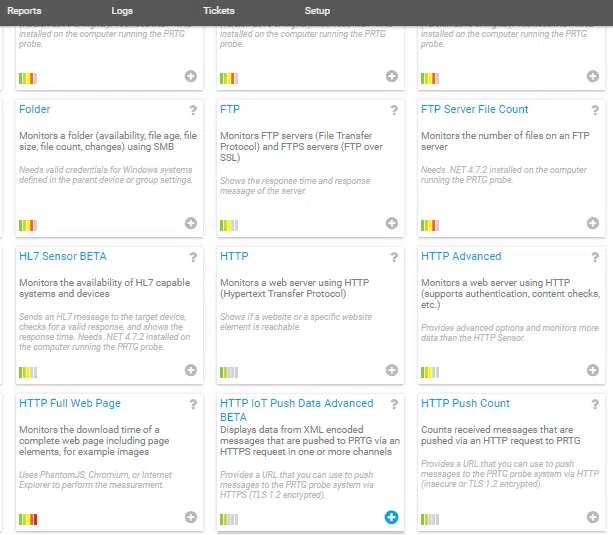 Reports Logs Tickets Setup
installed on the computer running the PRTG
probe.
installed on the computer running the PRTG
probe.
installed on the computer running the PRTG
probe.
Folder ?
Monitors a folder (availability, file age, file
size, file count, changes) using SMB
Needs valid credentials for Windows systems
defined in the parent device or group settings.
FTP ?
Monitors FTP servers (File Transfer
Protocol) and FTPS servers (FTP over
SSL)
Shows the response time and response
message of the server.
FTP Server File Count ?
Monitors the number of files on an FTP
server
Needs .NET 4.7.2 installed on the computer
running the PRTG probe.
HL7 Sensor BETA ?
Monitors the availability of HL7 capable
systems and devices
Sends an HL7 message to the target device,
checks for a valid response, and shows the
response time. Needs .NET 4.7.2 installed on
the computer running the PRTG probe.
HTTP ?
Monitors a web server using HTTP
(Hypertext Transfer Protocol)
Shows if a website or a specific website
element is reachable.
HTTP Advanced ?
Monitors a web server using HTTP
(supports authentication, content checks,
etc.)
Provides advanced options and monitors more
data than the HTTP Sensor.
HTTP Full Web Page ?
Monitors the download time of a
complete web page including page
elements, for example images
Uses PhantomJS, Chromium, or Internet
Explorer to perform the measurement.
HTTP IoT Push Data Advanced ?
BETA
Displays data from XML encoded
messages that are pushed to PRTG via an
HTTPS request in one or more channels
Provides a URL that you can use to push
messages to the PRTG probe system via
HTTPS (TLS 1.2 encrypted).
HTTP Push Count ?
Counts received messages that are
pushed via an HTTP request to PRTG
Provides a URL that you can use to push
messages to the PRTG probe system via HTTP
(insecure or TLS 1.2 encrypted).